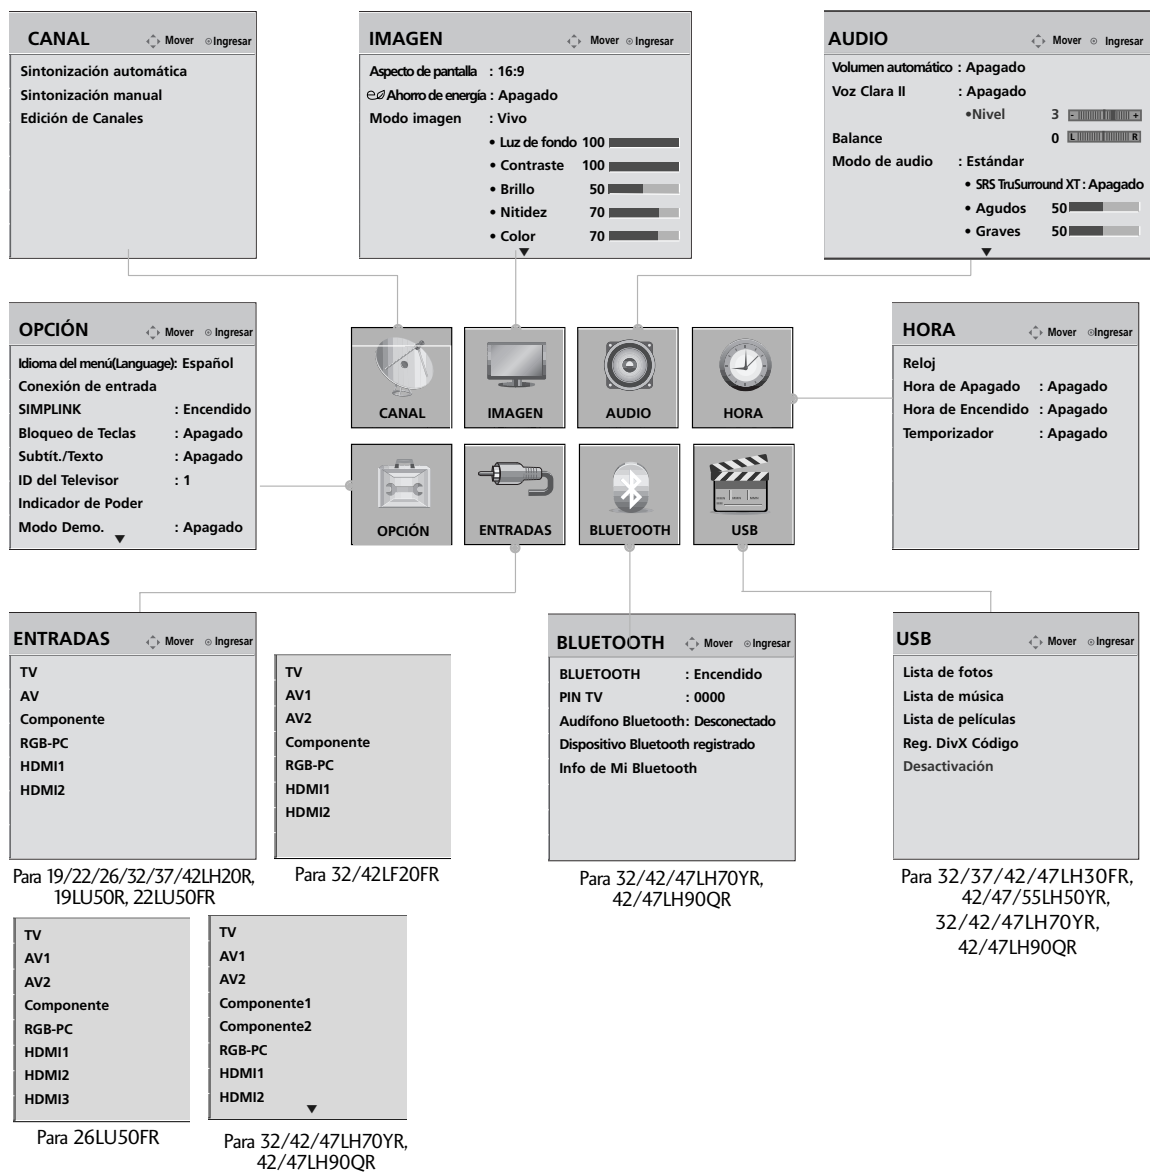 CANAL Mover Ingresar
Sintonización automática
Sintonización manual
Edición de Canales
IMAGEN Mover Ingresar
Aspecto de pantalla : 16:9
Ahorro de energía : Apagado
Modo imagen : Vivo
• Luz de fondo 100
• Contraste 100
• Brillo 50
• Nitidez 70
• Color 70
▼
AUDIO Mover Ingresar
Volumen automático : Apagado
Voz Clara II : Apagado
•Nivel 3 - +
Balance 0 L R
Modo de audio : Estándar
• SRS TruSurround XT : Apagado
• Agudos 50
• Graves 50
▼
OPCIÓN Mover Ingresar
Idioma del menú(Language): Español
Conexión de entrada
SIMPLINK : Encendido
Bloqueo de Teclas : Apagado
Subtít./Texto : Apagado
ID del Televisor : 1
Indicador de Poder
Modo Demo. : Apagado
▼
CANAL
IMAGEN
AUDIO
HORA
OPCIÓN
ENTRADAS
BLUETOOTH
USB
HORA Mover Ingresar
Reloj
Hora de Apagado : Apagado
Hora de Encendido : Apagado
Temporizador : Apagado
ENTRADAS Mover Ingresar
TV
AV
Componente
RGB-PC
HDMI1
HDMI2
Para 19/22/26/32/37/42LH20R,
19LU50R, 22LU50FR
TV
AV1
AV2
Componente
RGB-PC
HDMI1
HDMI2
Para 32/42LF20FR
BLUETOOTH Mover Ingresar
BLUETOOTH : Encendido
PIN TV : 0000
Audífono Bluetooth: Desconectado
Dispositivo Bluetooth registrado
Info de Mi Bluetooth
Para 32/42/47LH70YR,
42/47LH90QR
USB Mover Ingresar
Lista de fotos
Lista de música
Lista de películas
Reg. DivX Código
Desactivación
Para 32/37/42/47LH30FR,
42/47/55LH50YR,
32/42/47LH70YR,
42/47LH90QR
TV
AV1
AV2
Componente
RGB-PC
HDMI1
HDMI2
HDMI3
Para 26LU50FR
TV
AV1
AV2
Componente1
Componente2
RGB-PC
HDMI1
HDMI2
▼
Para 32/42/47LH70YR,
42/47LH90QR